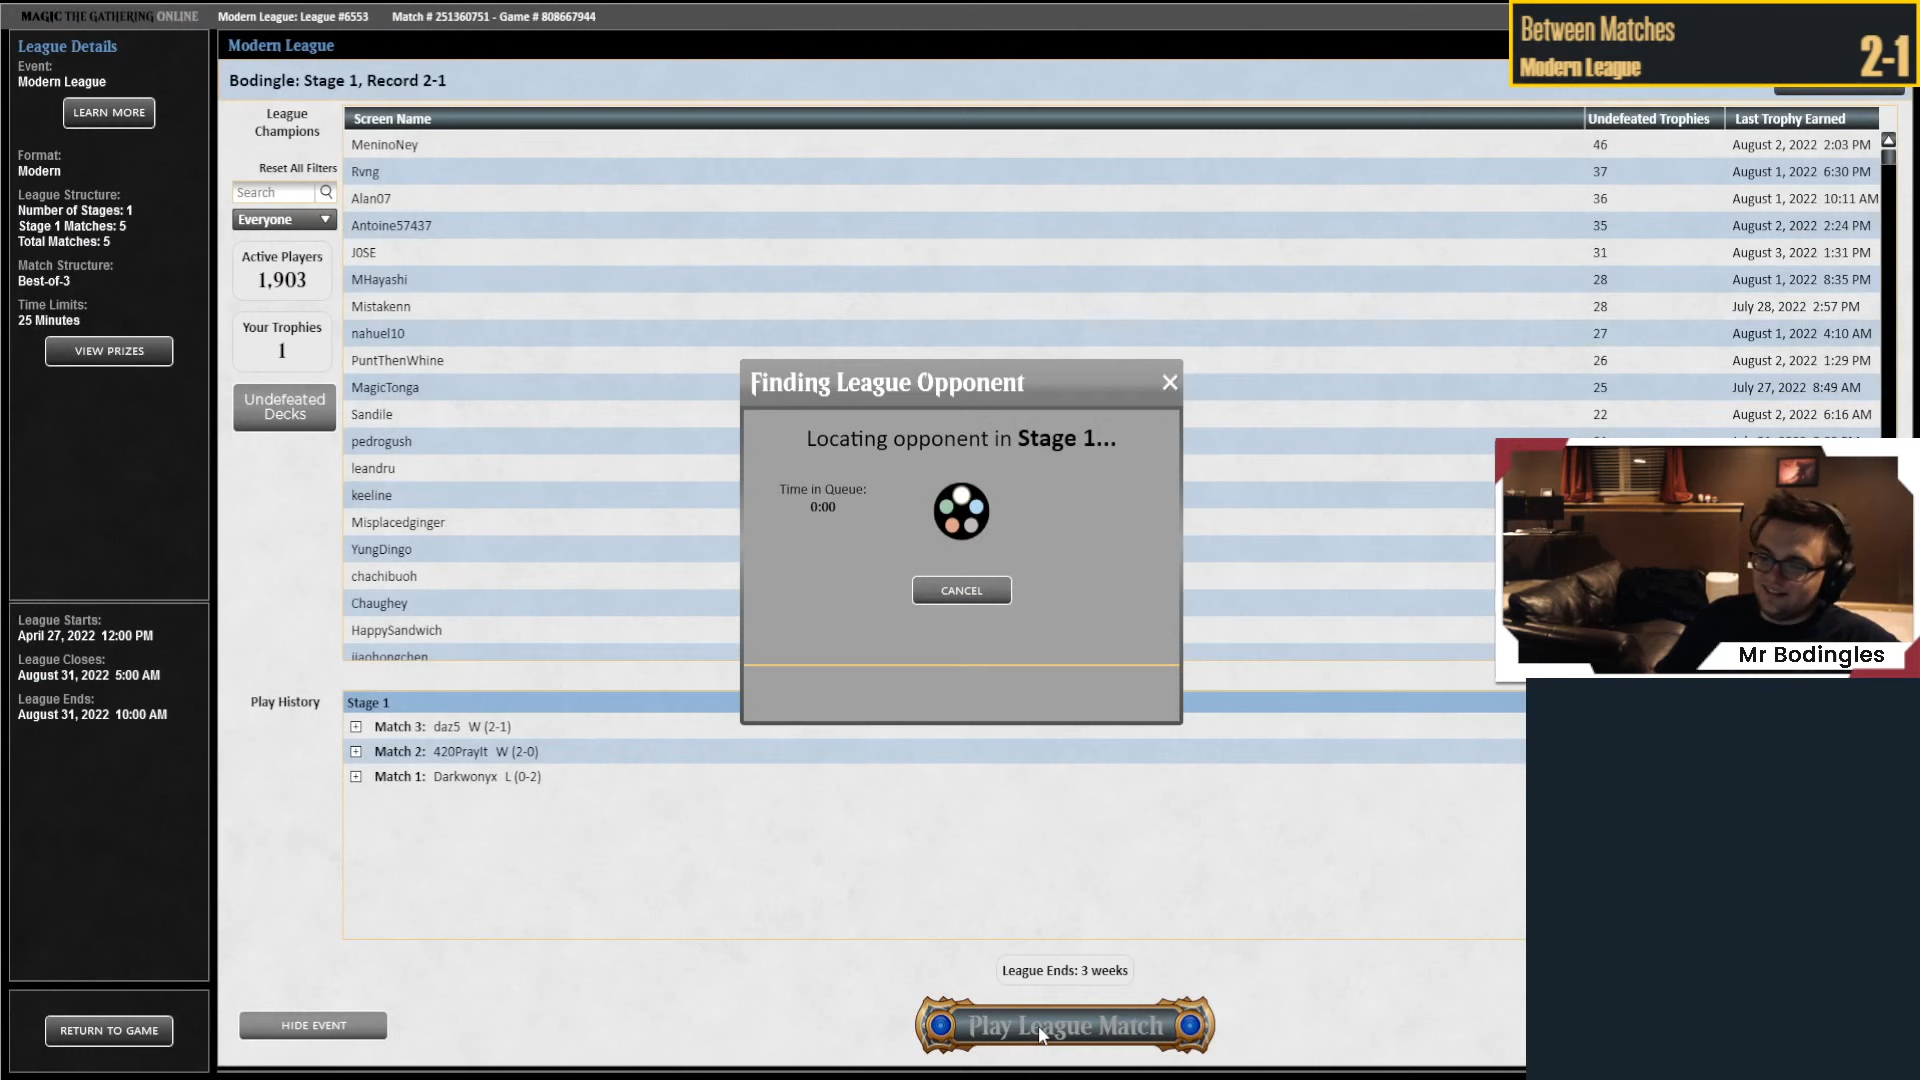 MAGIC THE GATHERING ONLINE
Modern League: League #6553
Match # 251360751 - Game # 808667944
League Details
Event:
Modern League
LEARN MORE
Format:
Modern
League Structure:
Number of Stages: 1
Stage 1 Matches: 5
Total Matches: 5
Match Structure:
Best-of-3
Time Limits:
25 Minutes
VIEW PRIZES
League Starts:
April 27, 2022 12:00 PM
League Closes:
August 31, 2022 5:00 AM
League Ends:
August 31, 2022 10:00 AM
RETURN TO GAME
Modern League
Bodingle: Stage 1, Record 2-1
Between Matches
Modern League
2-1
League
Champions
Reset All Filters
Search
Everyone
Active Players
1,903
Your Trophies
1
Undefeated
Decks
Screen Name Undefeated Trophies Last Trophy Earned
MeninoNey 46 August 2, 2022 2:03 PM
Rvng 37 August 1, 2022 6:30 PM
Alan07 36 August 1, 2022 10:11 AM
Antoine57437 35 August 2, 2022 2:24 PM
J0SE 31 August 3, 2022 1:31 PM
MHayashi 28 August 1, 2022 8:35 PM
Mistakenn 28 July 28, 2022 2:57 PM
nahuel10 27 August 1, 2022 4:10 AM
PuntThenWhine 26 August 2, 2022 1:29 PM
MagicTonga 25 July 27, 2022 8:49 AM
Sandile 22 August 2, 2022 6:16 AM
pedrogush
leandru
keeline
Misplacedginger
YungDingo
chachibuoh
Chaughey
HappySandwich
jiaohongchen
Finding League Opponent
Locating opponent in Stage 1...
Time in Queue:
0:00
CANCEL
Mr Bodingles
Play History
Stage 1
Match 3: daz5 W (2-1)
Match 2: 420PrayIt W (2-0)
Match 1: Darkwonyx L (0-2)
League Ends: 3 weeks
HIDE EVENT
Play League Match